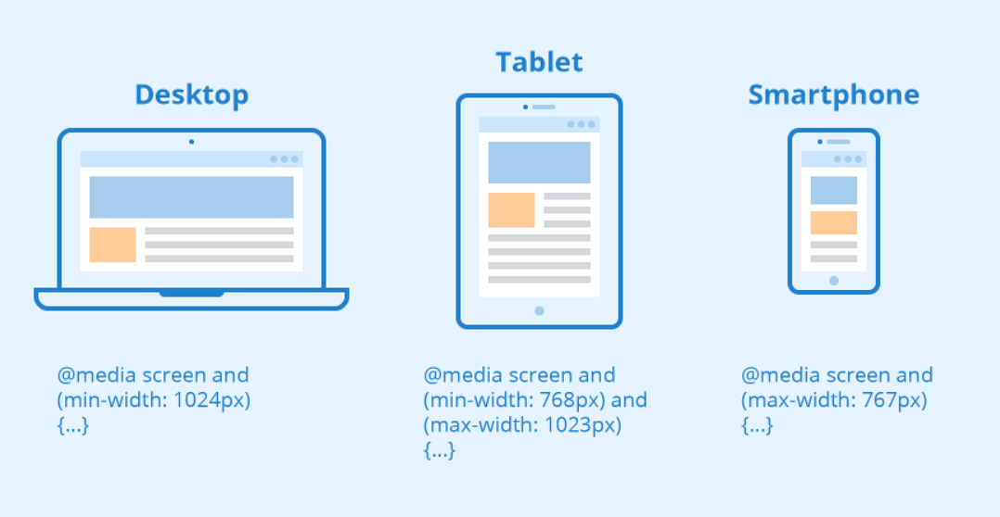 Desktop
@media screen and
(min-width: 1024px)
{...}
Tablet
@media screen and
(min-width: 768px) and
(max-width: 1023px)
{...}
Smartphone
@media screen and
(max-width: 767px)
{...}